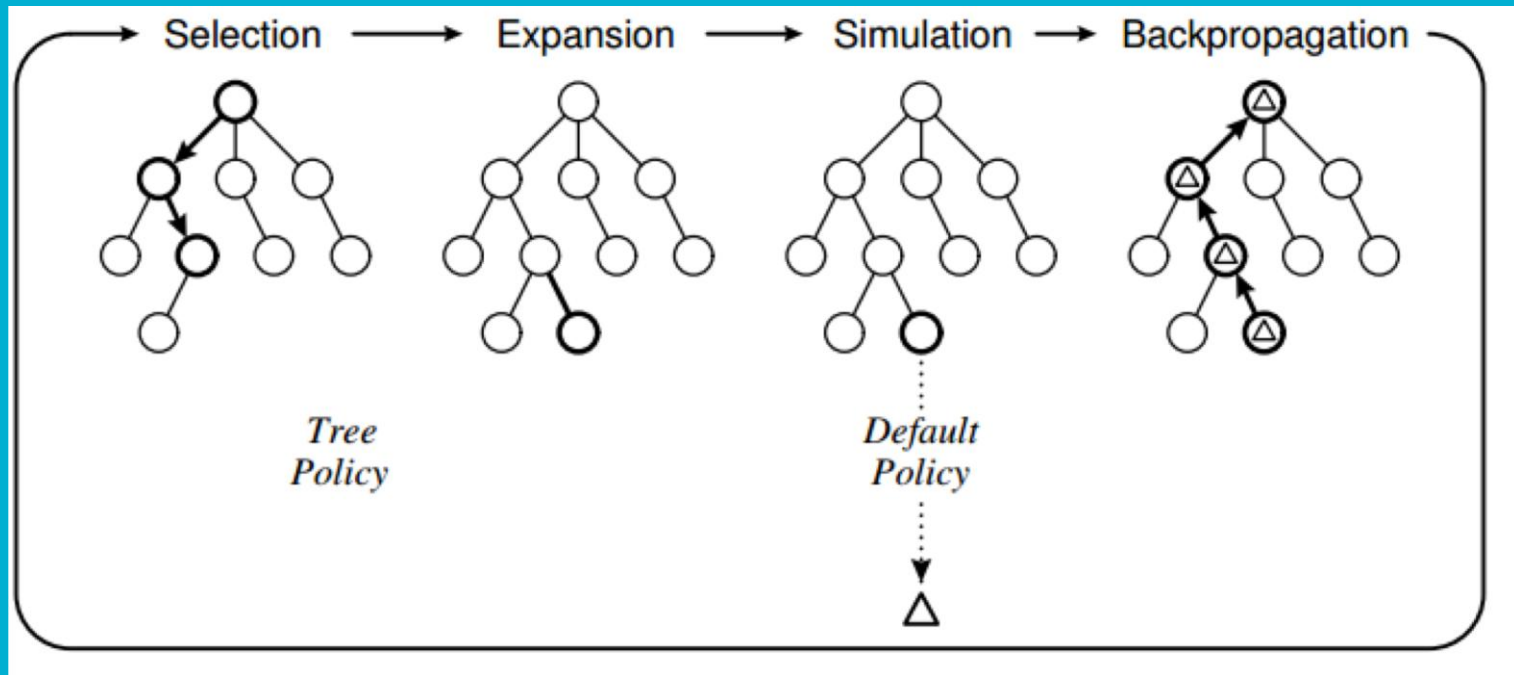 Selection Expansion Simulation Backpropagation
Tree
Policy
Default
Policy